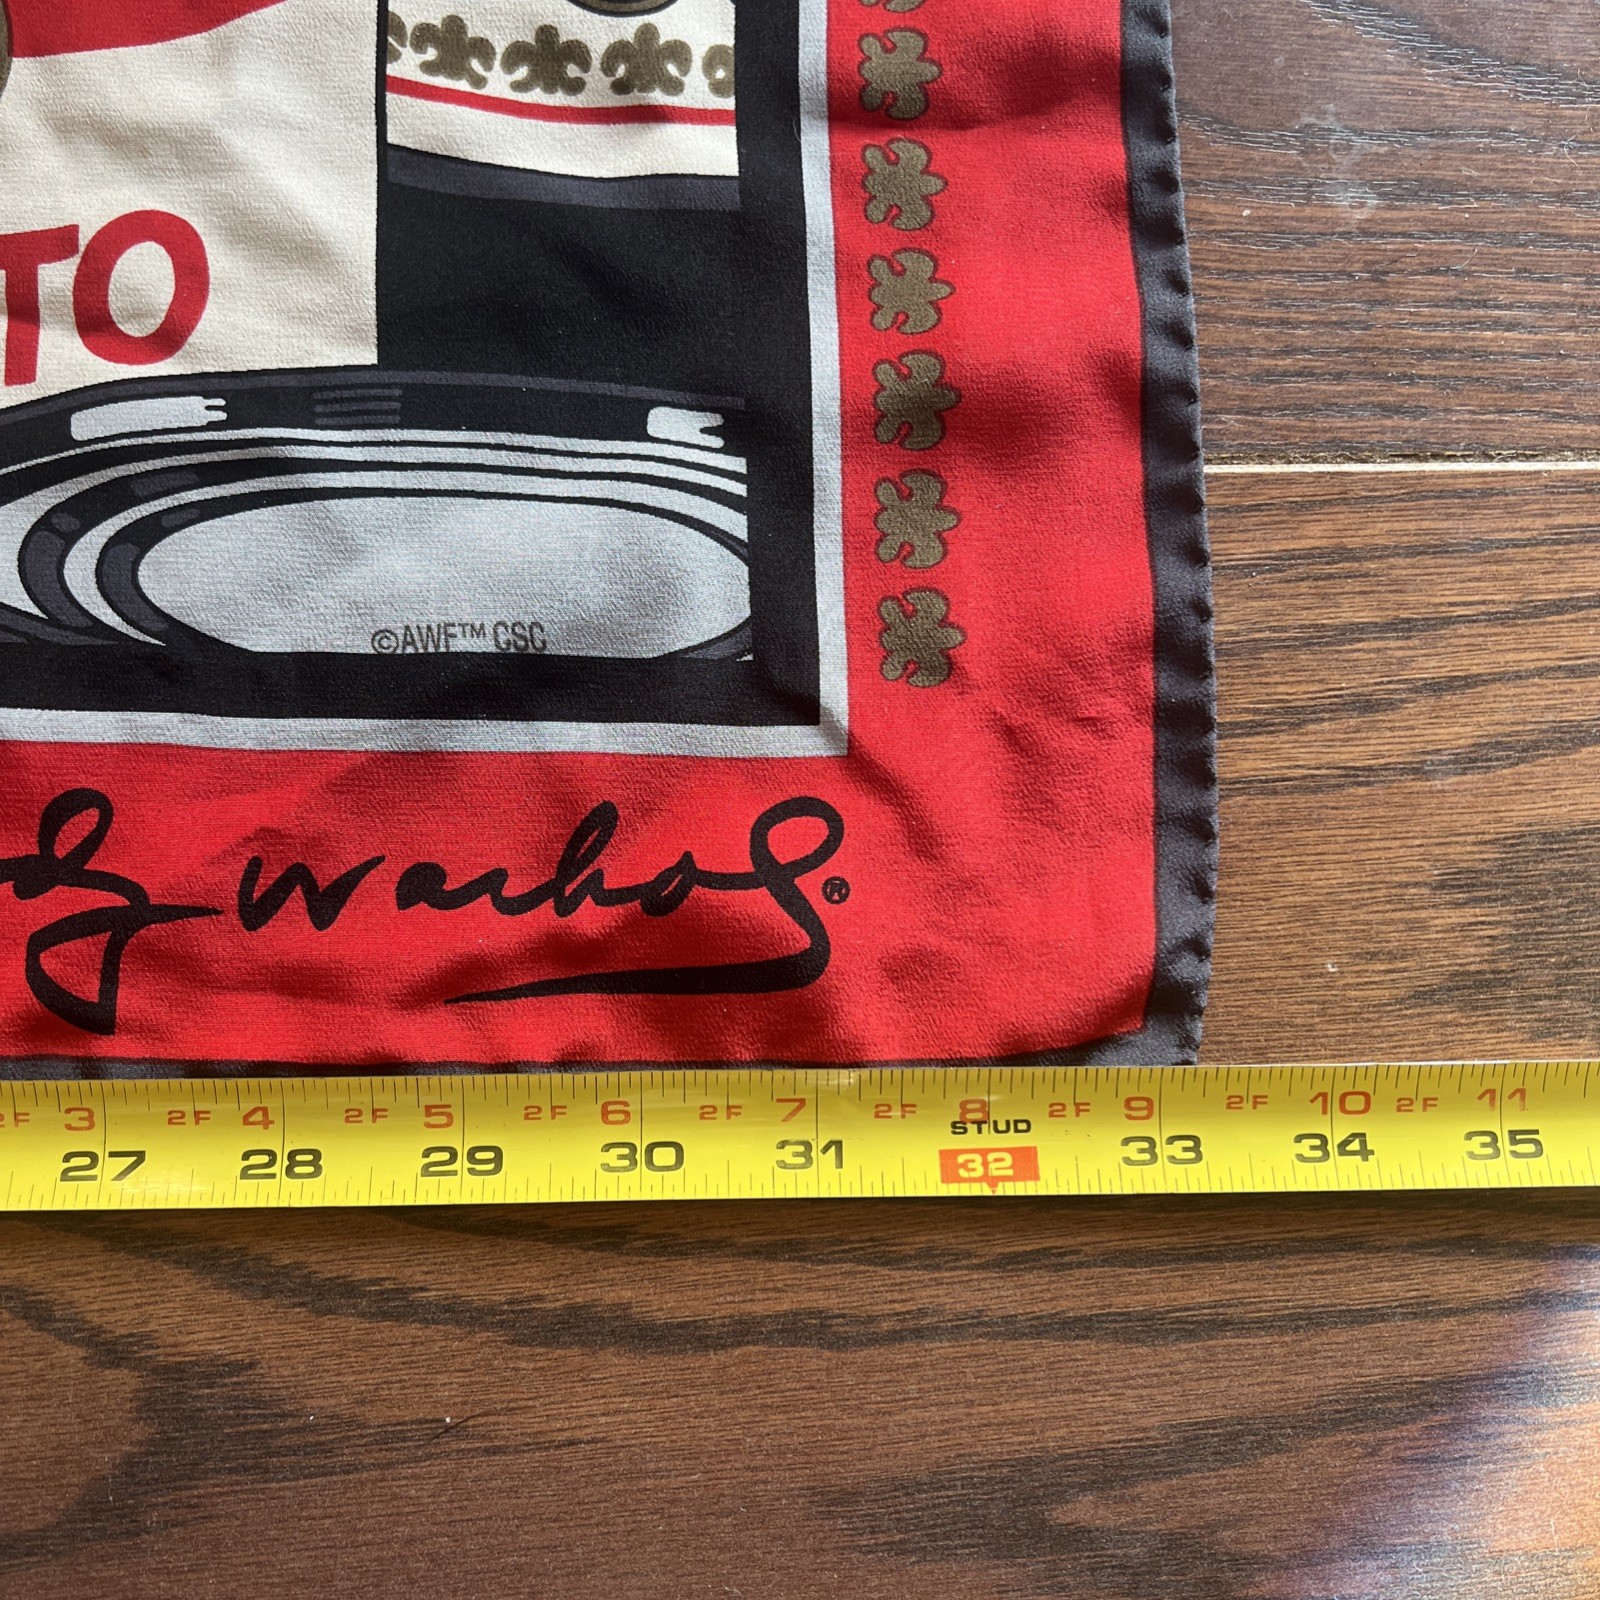 TO
©AWF™ CSC
Warhol®
2F 3 2F 4 2F 5 2F 6 2F 7 2F 8 2F 9 2F 10 2F 11
STUD
27 28 29 30 31 32 33 34 35